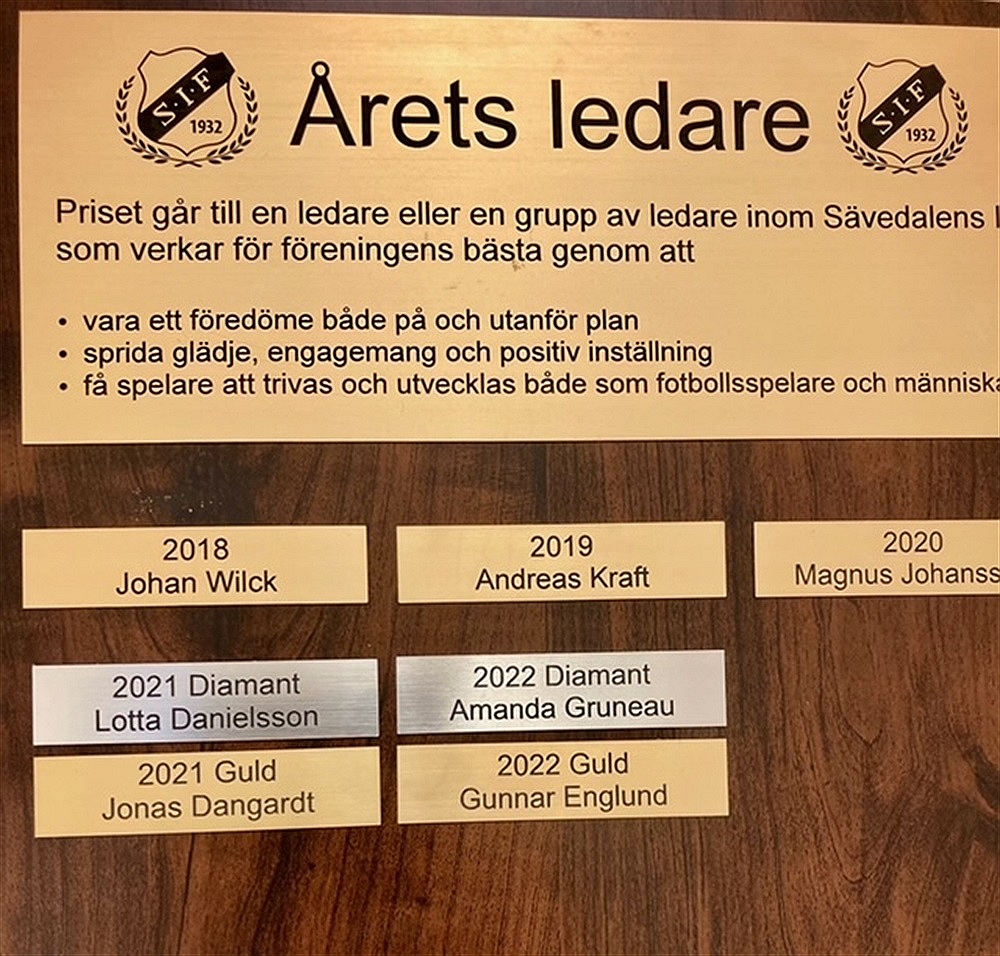 S·I·F
1932
Årets ledare
S·I·F
1932
Priset går till en ledare eller en grupp av ledare inom Sävedalens
som verkar för föreningens bästa genom att
• vara ett föredöme både på och utanför plan
• sprida glädje, engagemang och positiv inställning
• få spelare att trivas och utvecklas både som fotbollsspelare och människa
2018
Johan Wilck
2019
Andreas Kraft
2020
Magnus Johanss
2021 Diamant
Lotta Danielsson
2022 Diamant
Amanda Gruneau
2021 Guld
Jonas Dangardt
2022 Guld
Gunnar Englund